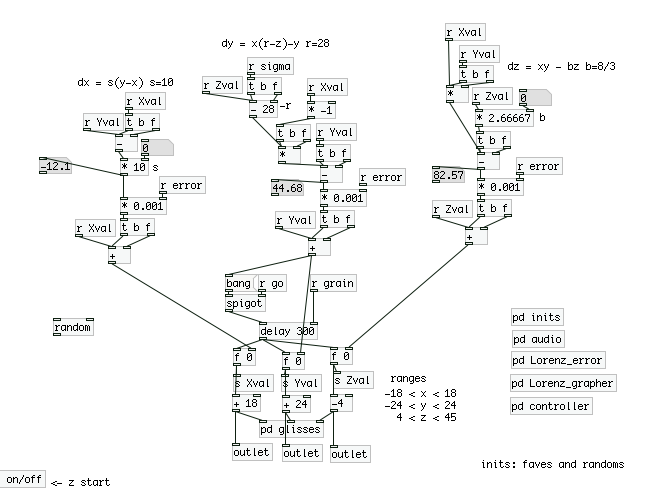 r Xval
dy = x(r-z)-y r=28
r Yval
r sigma
dz = xy - bz b=8/3
t b f
dx = s(y-x) s=10
r Zval
t b f
r Xval
*
r Zval
0
r Xval
- 28
-r
* -1
* 2.66667
b
r Yval
t b f
t b f
r Yval
t b f
-
0
*
t b f
-12.1
* 10
s
-
-
r error
82.57
r error
44.68
r error
* 0.001
* 0.001
* 0.001
r Zval
t b f
r Xval
t b f
r Yval
t b f
+
+
+
bang
r go
r grain
spigot
pd inits
random
delay 300
pd audio
f 0
f 0
f 0
pd Lorenz_error
s Xval
s Yval
s Zval
ranges
pd Lorenz_grapher
-18 < x < 18
+ 18
+ 24
-4
-24 < y < 24
pd controller
4 < z < 45
pd glisses
outlet
outlet
outlet
inits: faves and randoms
on/off
<- z start